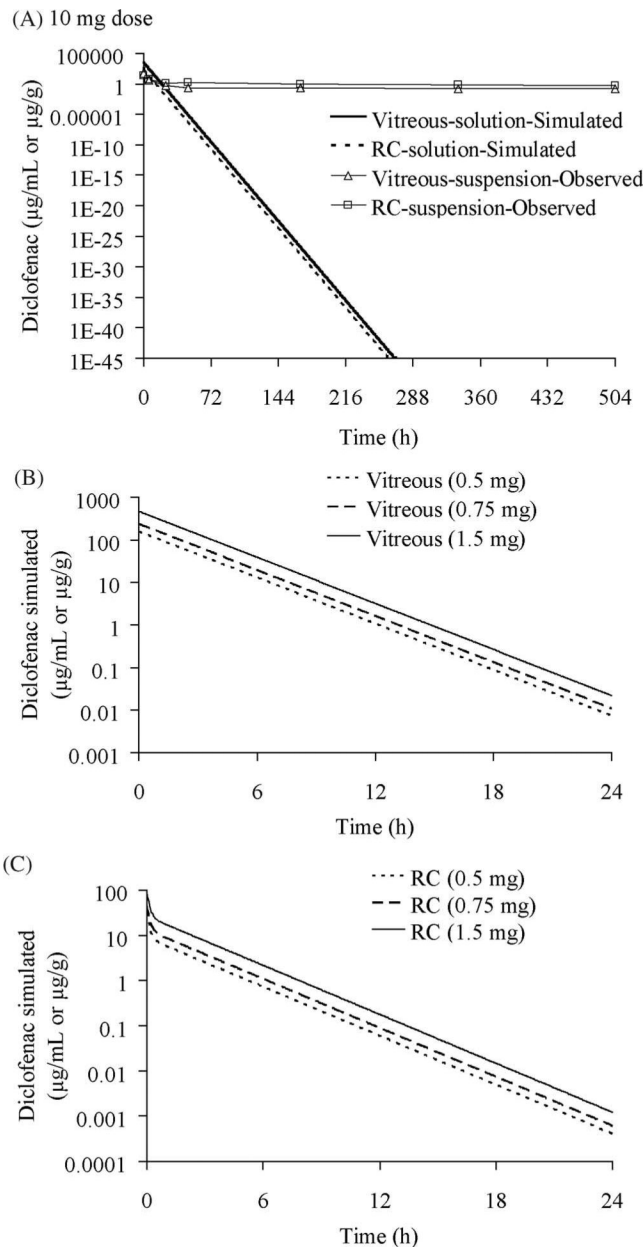 (A) 10 mg dose
100000
1
0.00001
1E-10
1E-15
1E-20
1E-25
1E-30
1E-35
1E-40
1E-45
Diclofenac (µg/mL or µg/g)
Vitreous-solution-Simulated
RC-solution-Simulated
Vitreous-suspension-Observed
RC-suspension-Observed
0 72 144 216 288 360 432 504
Time (h)
(B)
Vitreous (0.5 mg)
Vitreous (0.75 mg)
Vitreous (1.5 mg)
1000
100
10
1
0.1
0.01
0.001
Diclofenac simulated
(µg/mL or µg/g)
0 6 12 18 24
Time (h)
(C)
RC (0.5 mg)
RC (0.75 mg)
RC (1.5 mg)
100
10
1
0.1
0.01
0.001
0.0001
Diclofenac simulated
(µg/mL or µg/g)
0 6 12 18 24
Time (h)